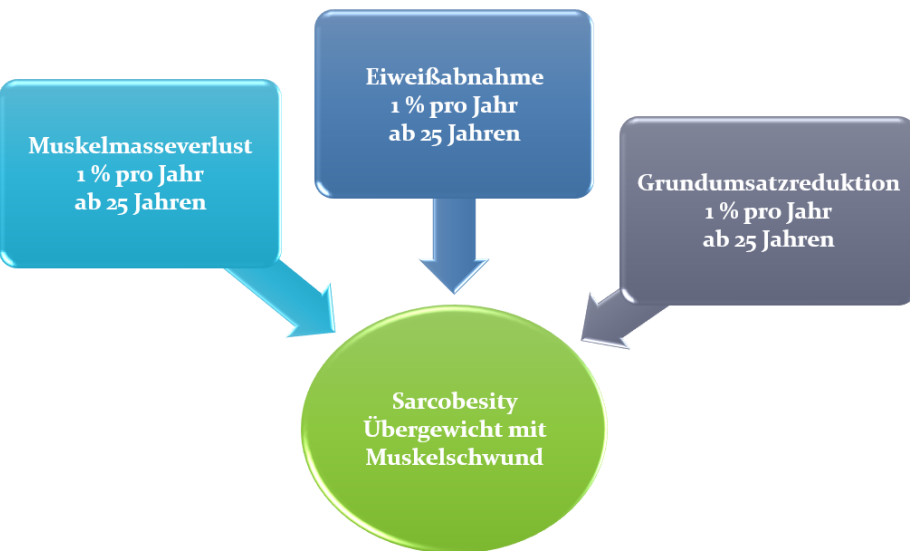 Muskelmasseverlust
1 % pro Jahr
ab 25 Jahren
Eiweißabnahme
1 % pro Jahr
ab 25 Jahren
Grundumsatzreduktion
1 % pro Jahr
ab 25 Jahren
Sarcobesity
Übergewicht mit
Muskelschwund